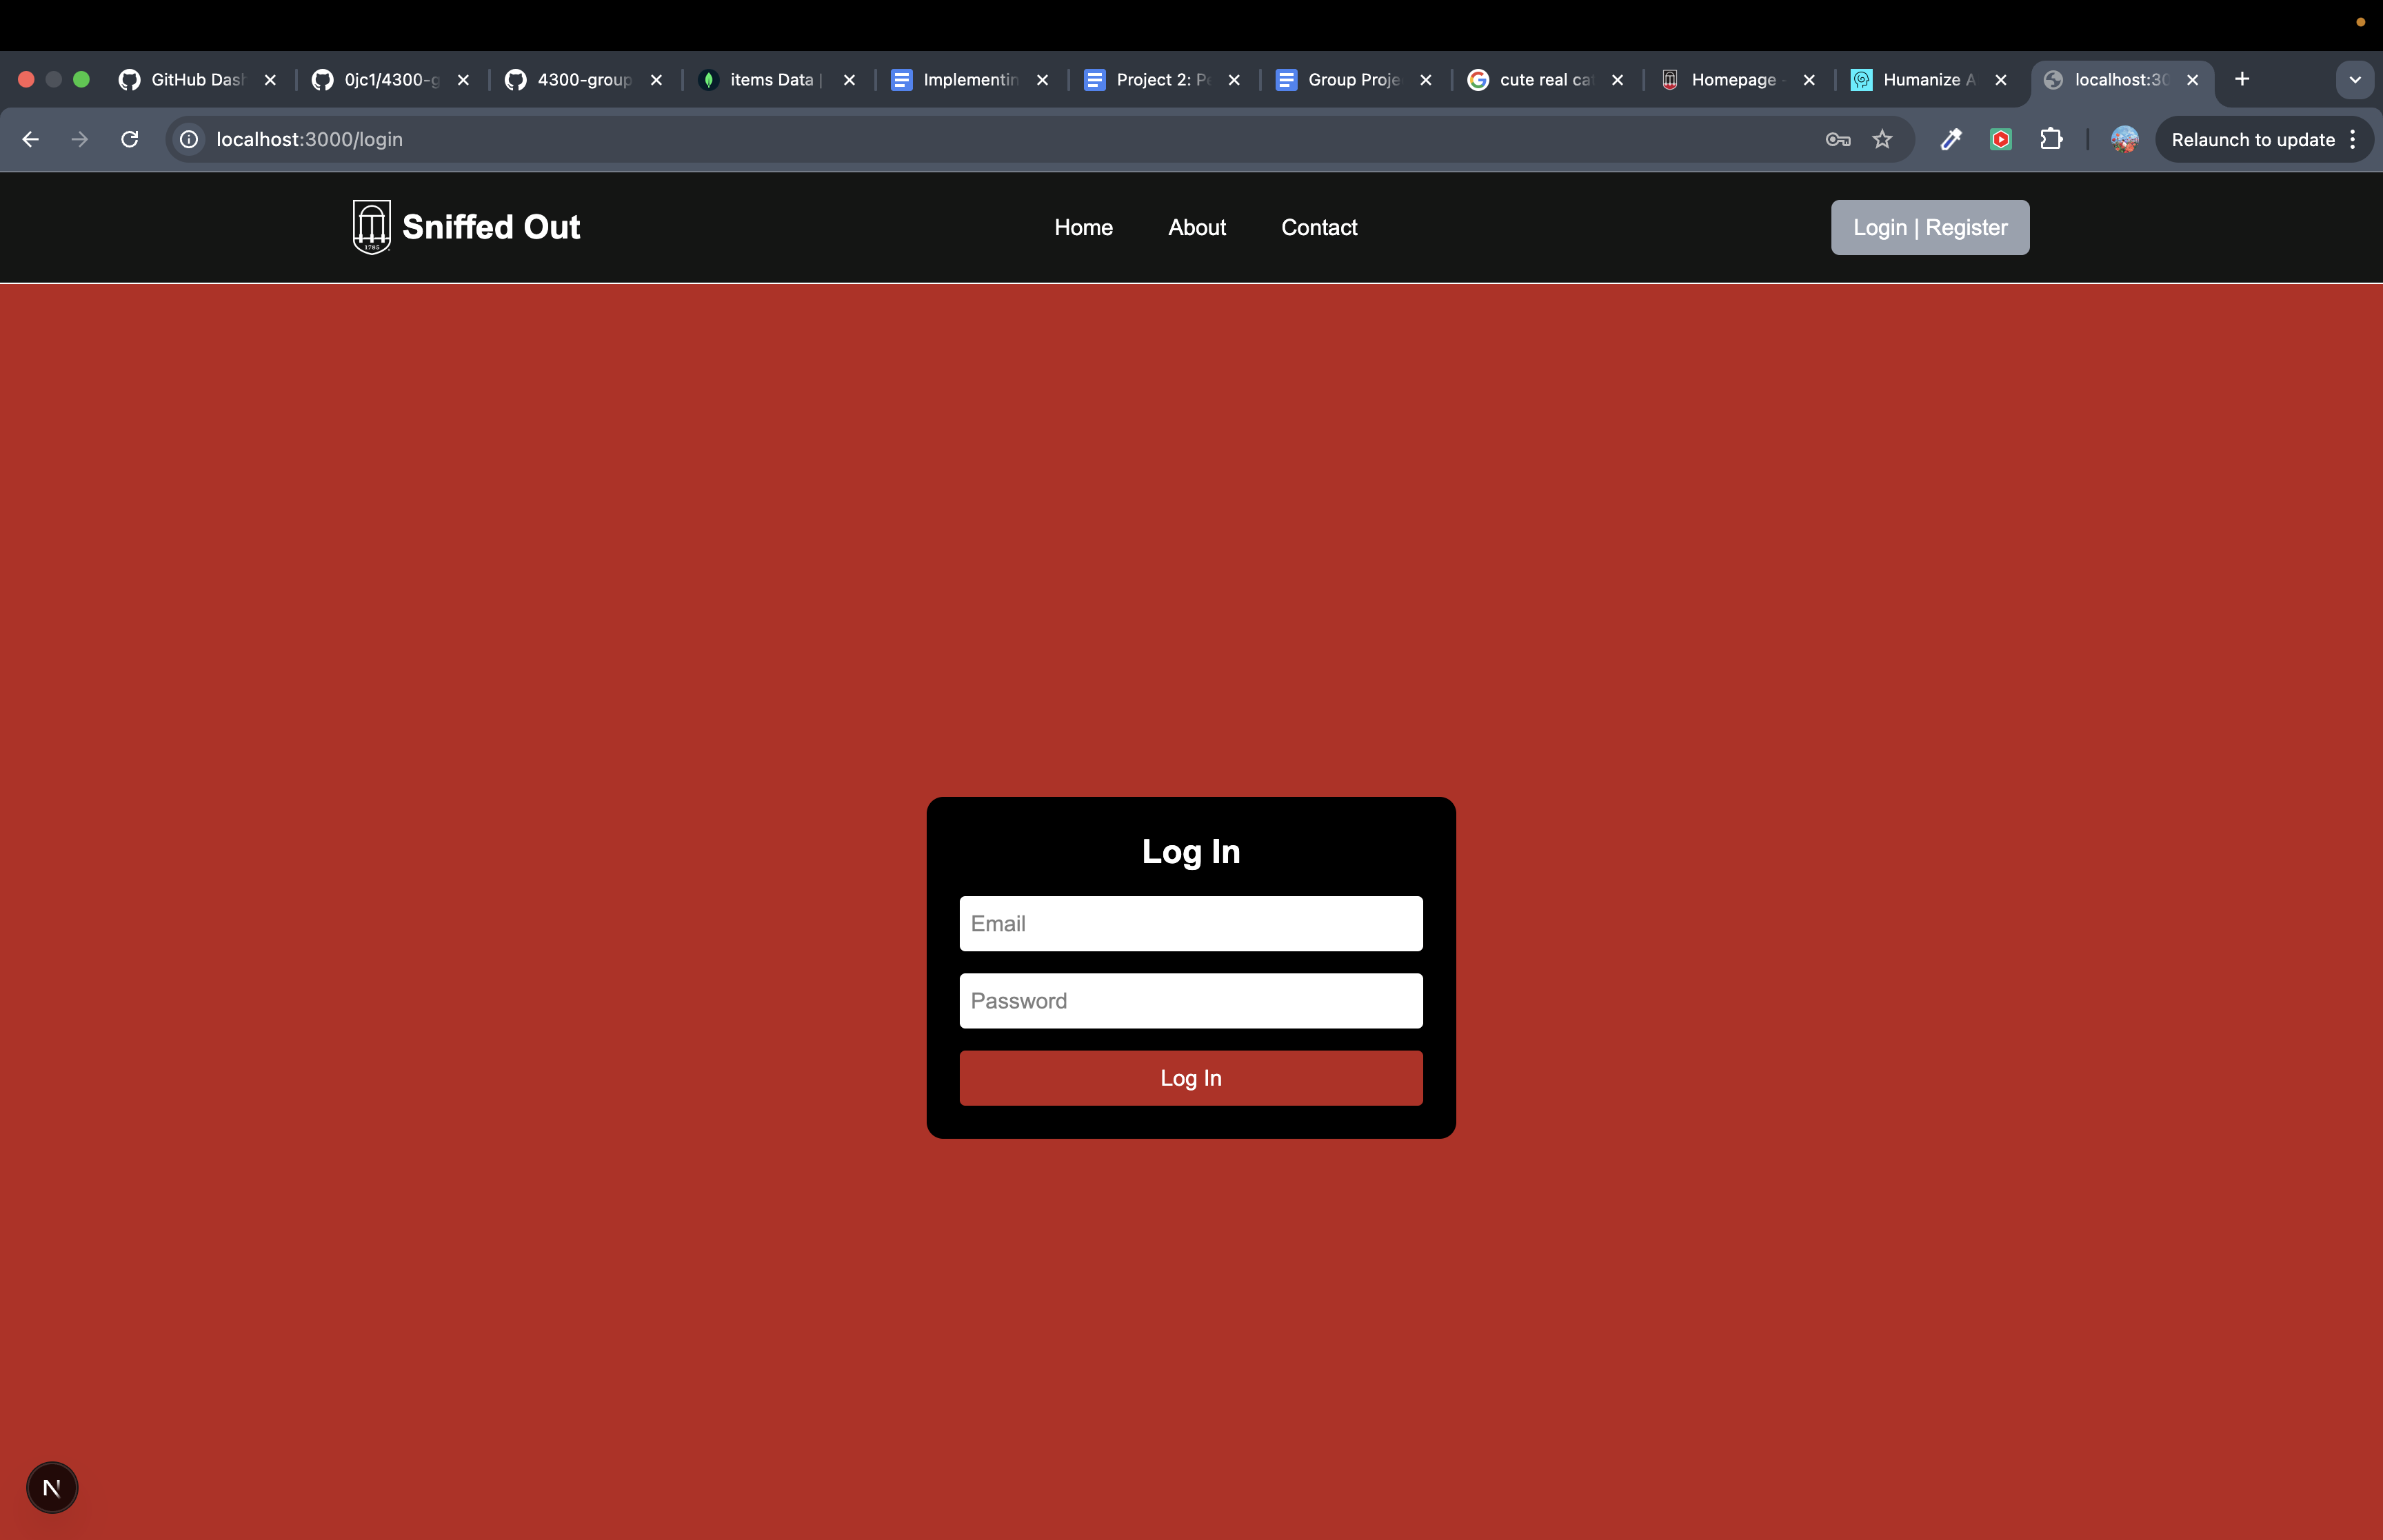 GitHub Dash
0jc1/4300-g
4300-group
items Data |
Implementin
Project 2: Pe
Group Proje
cute real ca
Homepage -
Humanize A
localhost:30
localhost:3000/login
Relaunch to update
1785
Sniffed Out
Home
About
Contact
Login | Register
Log In
Email
Password
Log In
N